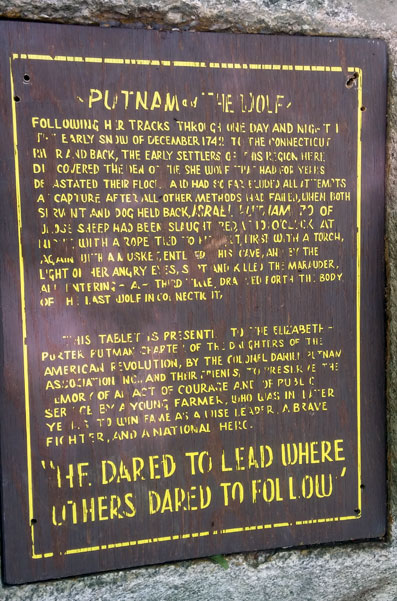 PUTNAM THE WOLF
FOLLOWING HER TRACKS THROUGH ONE DAY AND NIGHT I
EARLY SNOW OF DECEMBER 1742 TO THE CONNECTICUT
RIVER AND BACK, THE EARLY SETTLERS OF THIS REGION HERE
DISCOVERED THE DEN OF THE SHE WOLF THAT HAD FOR YEARS
DEVASTATED THEIR FLOCKS AND HAD SO FAR ELUDED ALL ATTEMPTS
AT CAPTURE AFTER ALL OTHER METHODS HAD FAILED, WHEN BOTH
SERVANT AND DOG HELD BACK, ISRAEL PUTNAM, 70 OF
WHOSE SHEEP HAD BEEN SLAUGHTERED AT 10 O'CLOCK AT
NIGHT, WITH A ROPE TIED TO HIS FEET, FIRST WITH A TORCH,
AGAIN WITH A MUSKET ENTERED THIS CAVE, AND BY THE
LIGHT OF HER ANGRY EYES, SHOT AND KILLED THE MARAUDER,
AND ENTERING A THIRD TIME, DRAGGED FORTH THE BODY
OF THE LAST WOLF IN CONNECTICUT.
THIS TABLET IS PRESENTED TO THE ELIZABETH
PORTER PUTMAN CHAPTER OF THE DAUGHTERS OF THE
AMERICAN REVOLUTION, BY THE COLONEL DANIEL PUTNAM
ASSOCIATION INC., AND THEIR FRIENDS, TO PRESERVE THE
MEMORY OF AN ACT OF COURAGE AND OF PUBLIC
SERVICE BY A YOUNG FARMER, WHO WAS IN LATER
YEARS TO WIN FAME AS A WISE LEADER, A BRAVE
FIGHTER, AND A NATIONAL HERO.
"HE DARED TO LEAD WHERE
OTHERS DARED TO FOLLOW"